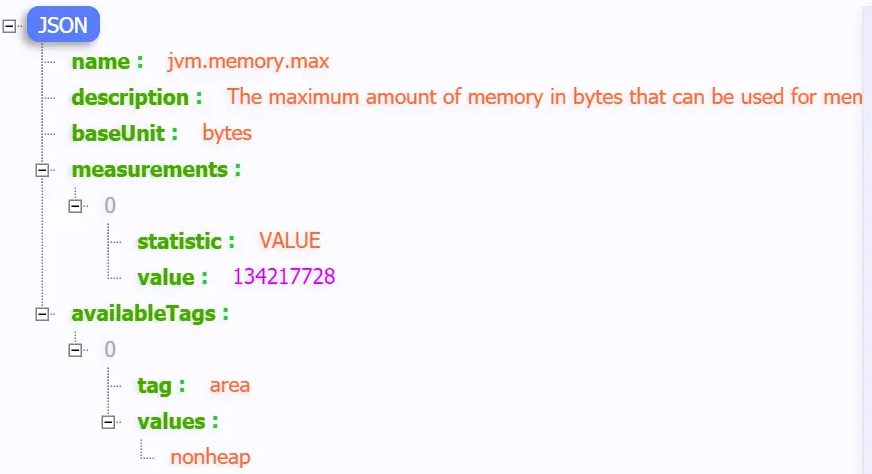 JSON
name : jvm.memory.max
description : The maximum amount of memory in bytes that can be used for mem
baseUnit : bytes
measurements :
0
statistic : VALUE
value : 134217728
availableTags :
0
tag : area
values :
nonheap